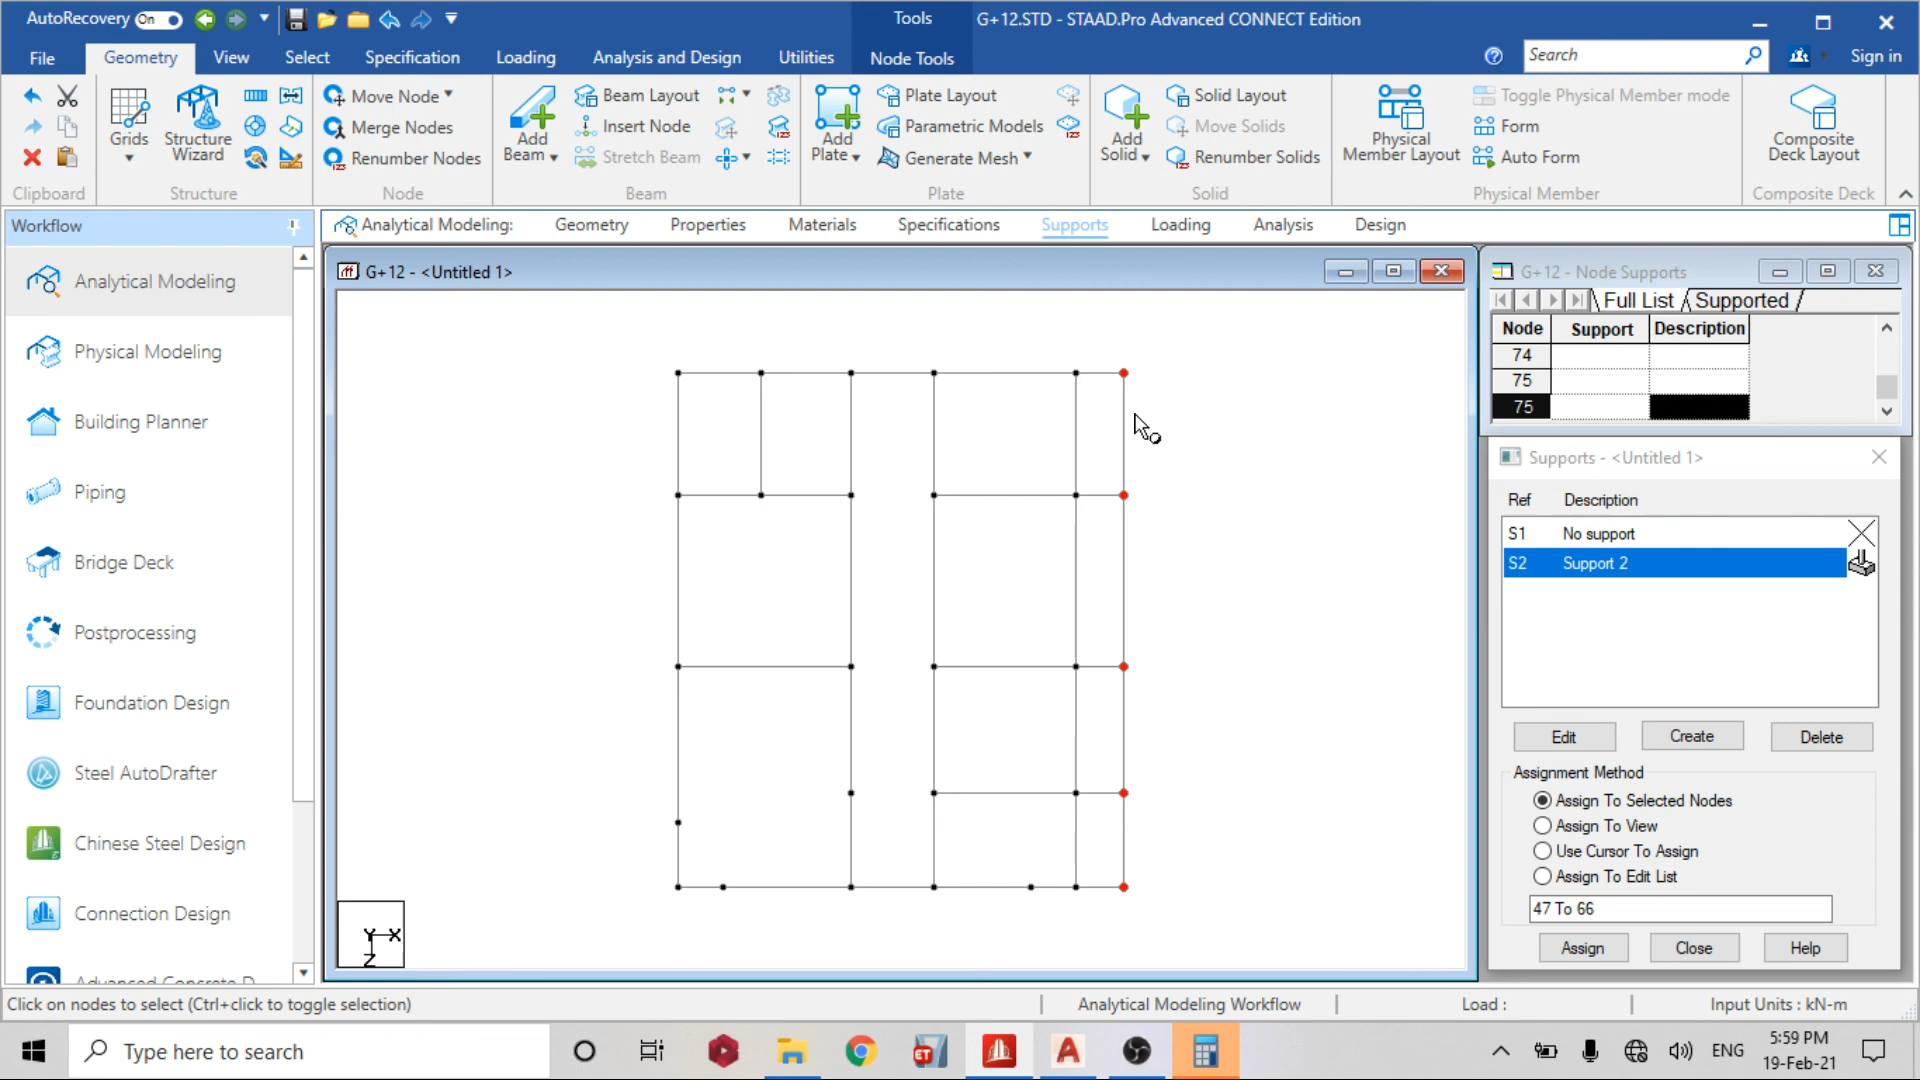 AutoRecovery On
Tools
G+12.STD - STAAD.Pro Advanced CONNECT Edition
File
Geometry
View
Select
Specification
Loading
Analysis and Design
Utilities
Node Tools
Search
Sign in
Clipboard
Grids
Structure Wizard
Structure
Move Node
Merge Nodes
Renumber Nodes
Node
Add Beam
Beam Layout
Insert Node
Stretch Beam
Beam
Add Plate
Plate Layout
Parametric Models
Generate Mesh
Plate
Add Solid
Solid Layout
Move Solids
Renumber Solids
Solid
Physical Member Layout
Toggle Physical Member mode
Form
Auto Form
Physical Member
Composite Deck Layout
Composite Deck
Workflow
Analytical Modeling: Geometry Properties Materials Specifications Supports Loading Analysis Design
Analytical Modeling
Physical Modeling
Building Planner
Piping
Bridge Deck
Postprocessing
Foundation Design
Steel AutoDrafter
Chinese Steel Design
Connection Design
Advanced Concrete D
G+12 - <Untitled 1>
Y X
Z
G+12 - Node Supports
Full List Supported
Node Support Description
74
75
75
Supports - <Untitled 1>
Ref Description
S1 No support
S2 Support 2
Edit Create Delete
Assignment Method
Assign To Selected Nodes
Assign To View
Use Cursor To Assign
Assign To Edit List
47 To 66
Assign Close Help
Click on nodes to select (Ctrl+click to toggle selection)
Analytical Modeling Workflow
Load :
Input Units : kN-m
Type here to search
ET
ENG
5:59 PM
19-Feb-21